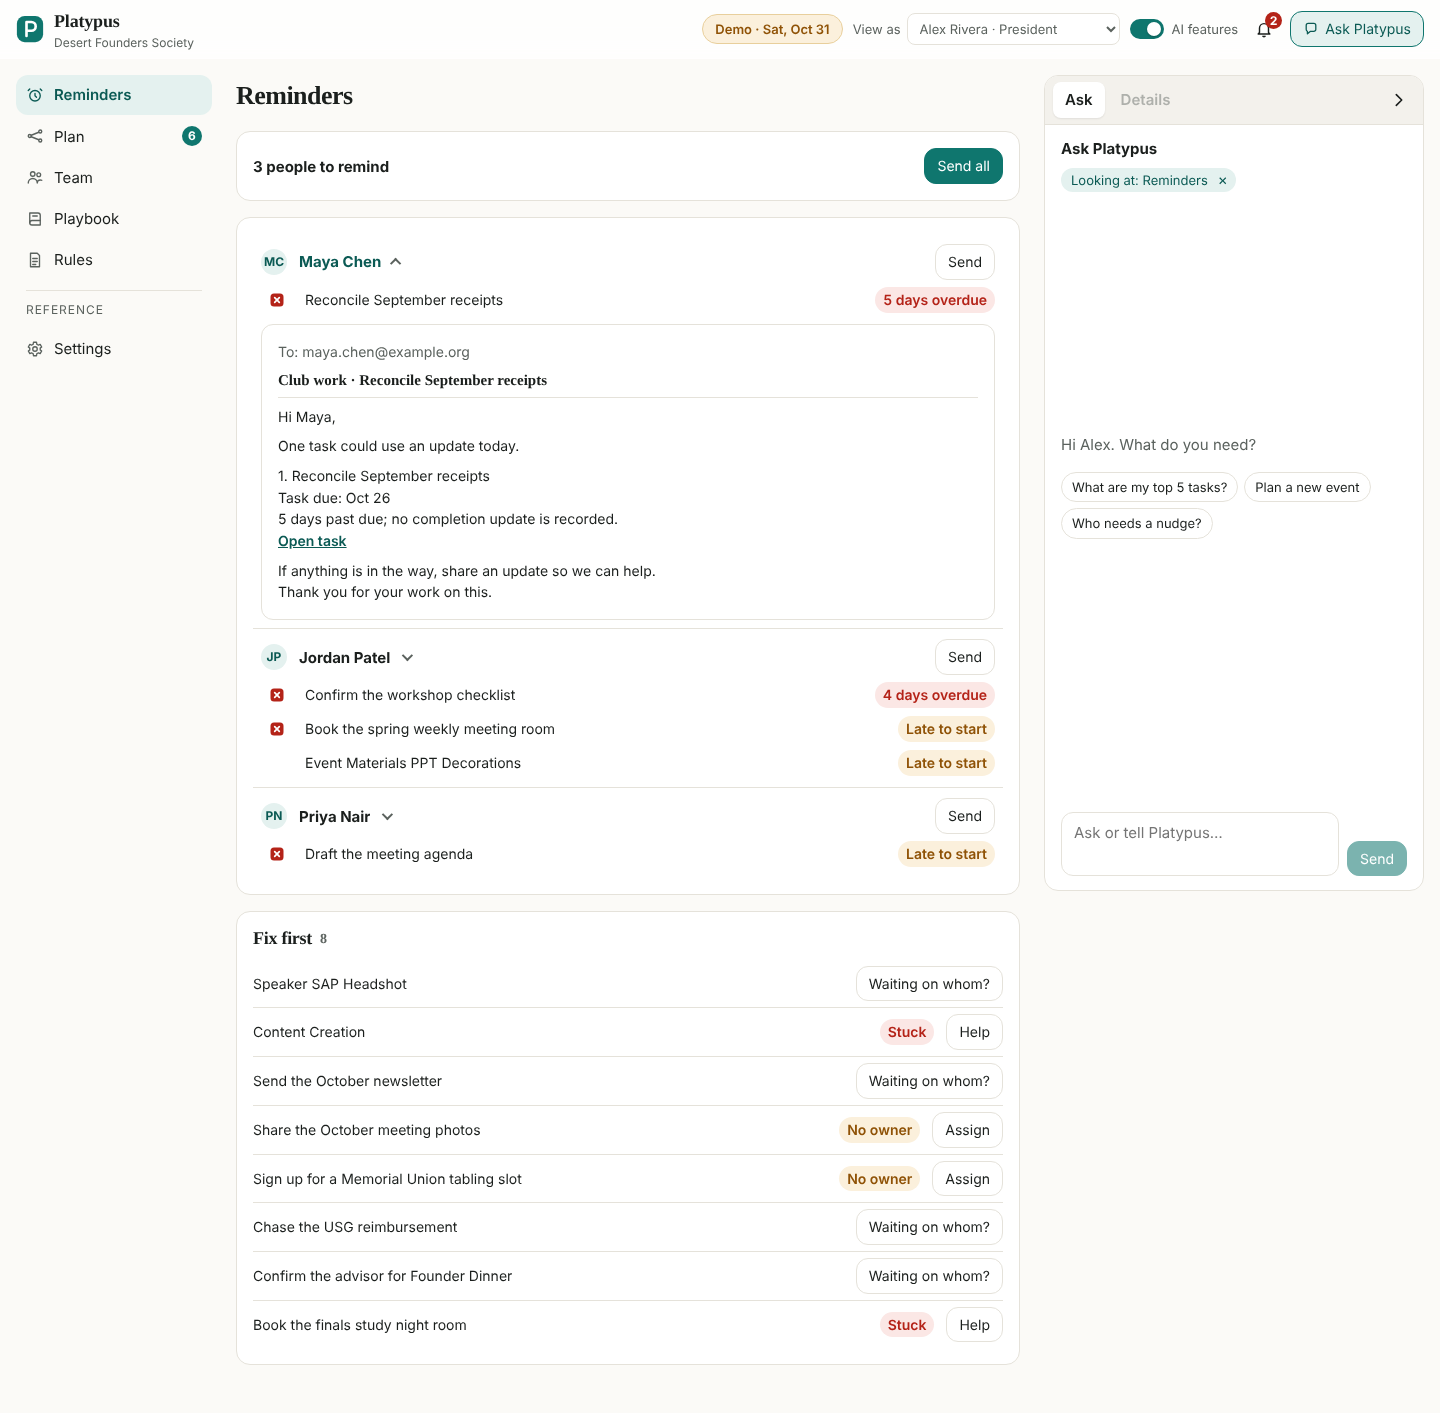 P
Platypus
Desert Founders Society
Demo · Sat, Oct 31
View as
Alex Rivera · President
AI features
2
Ask Platypus
Reminders
Plan
6
Team
Playbook
Rules
REFERENCE
Settings
Reminders
3 people to remind
Send all
MC
Maya Chen
Send
Reconcile September receipts
5 days overdue
To: maya.chen@example.org
Club work · Reconcile September receipts
Hi Maya,
One task could use an update today.
1. Reconcile September receipts
Task due: Oct 26
5 days past due; no completion update is recorded.
Open task
If anything is in the way, share an update so we can help.
Thank you for your work on this.
JP
Jordan Patel
Send
Confirm the workshop checklist
4 days overdue
Book the spring weekly meeting room
Late to start
Event Materials PPT Decorations
Late to start
PN
Priya Nair
Send
Draft the meeting agenda
Late to start
Fix first 8
Speaker SAP Headshot
Waiting on whom?
Content Creation
Stuck
Help
Send the October newsletter
Waiting on whom?
Share the October meeting photos
No owner
Assign
Sign up for a Memorial Union tabling slot
No owner
Assign
Chase the USG reimbursement
Waiting on whom?
Confirm the advisor for Founder Dinner
Waiting on whom?
Book the finals study night room
Stuck
Help
Ask
Details
Ask Platypus
Looking at: Reminders ×
Hi Alex. What do you need?
What are my top 5 tasks?
Plan a new event
Who needs a nudge?
Ask or tell Platypus...
Send